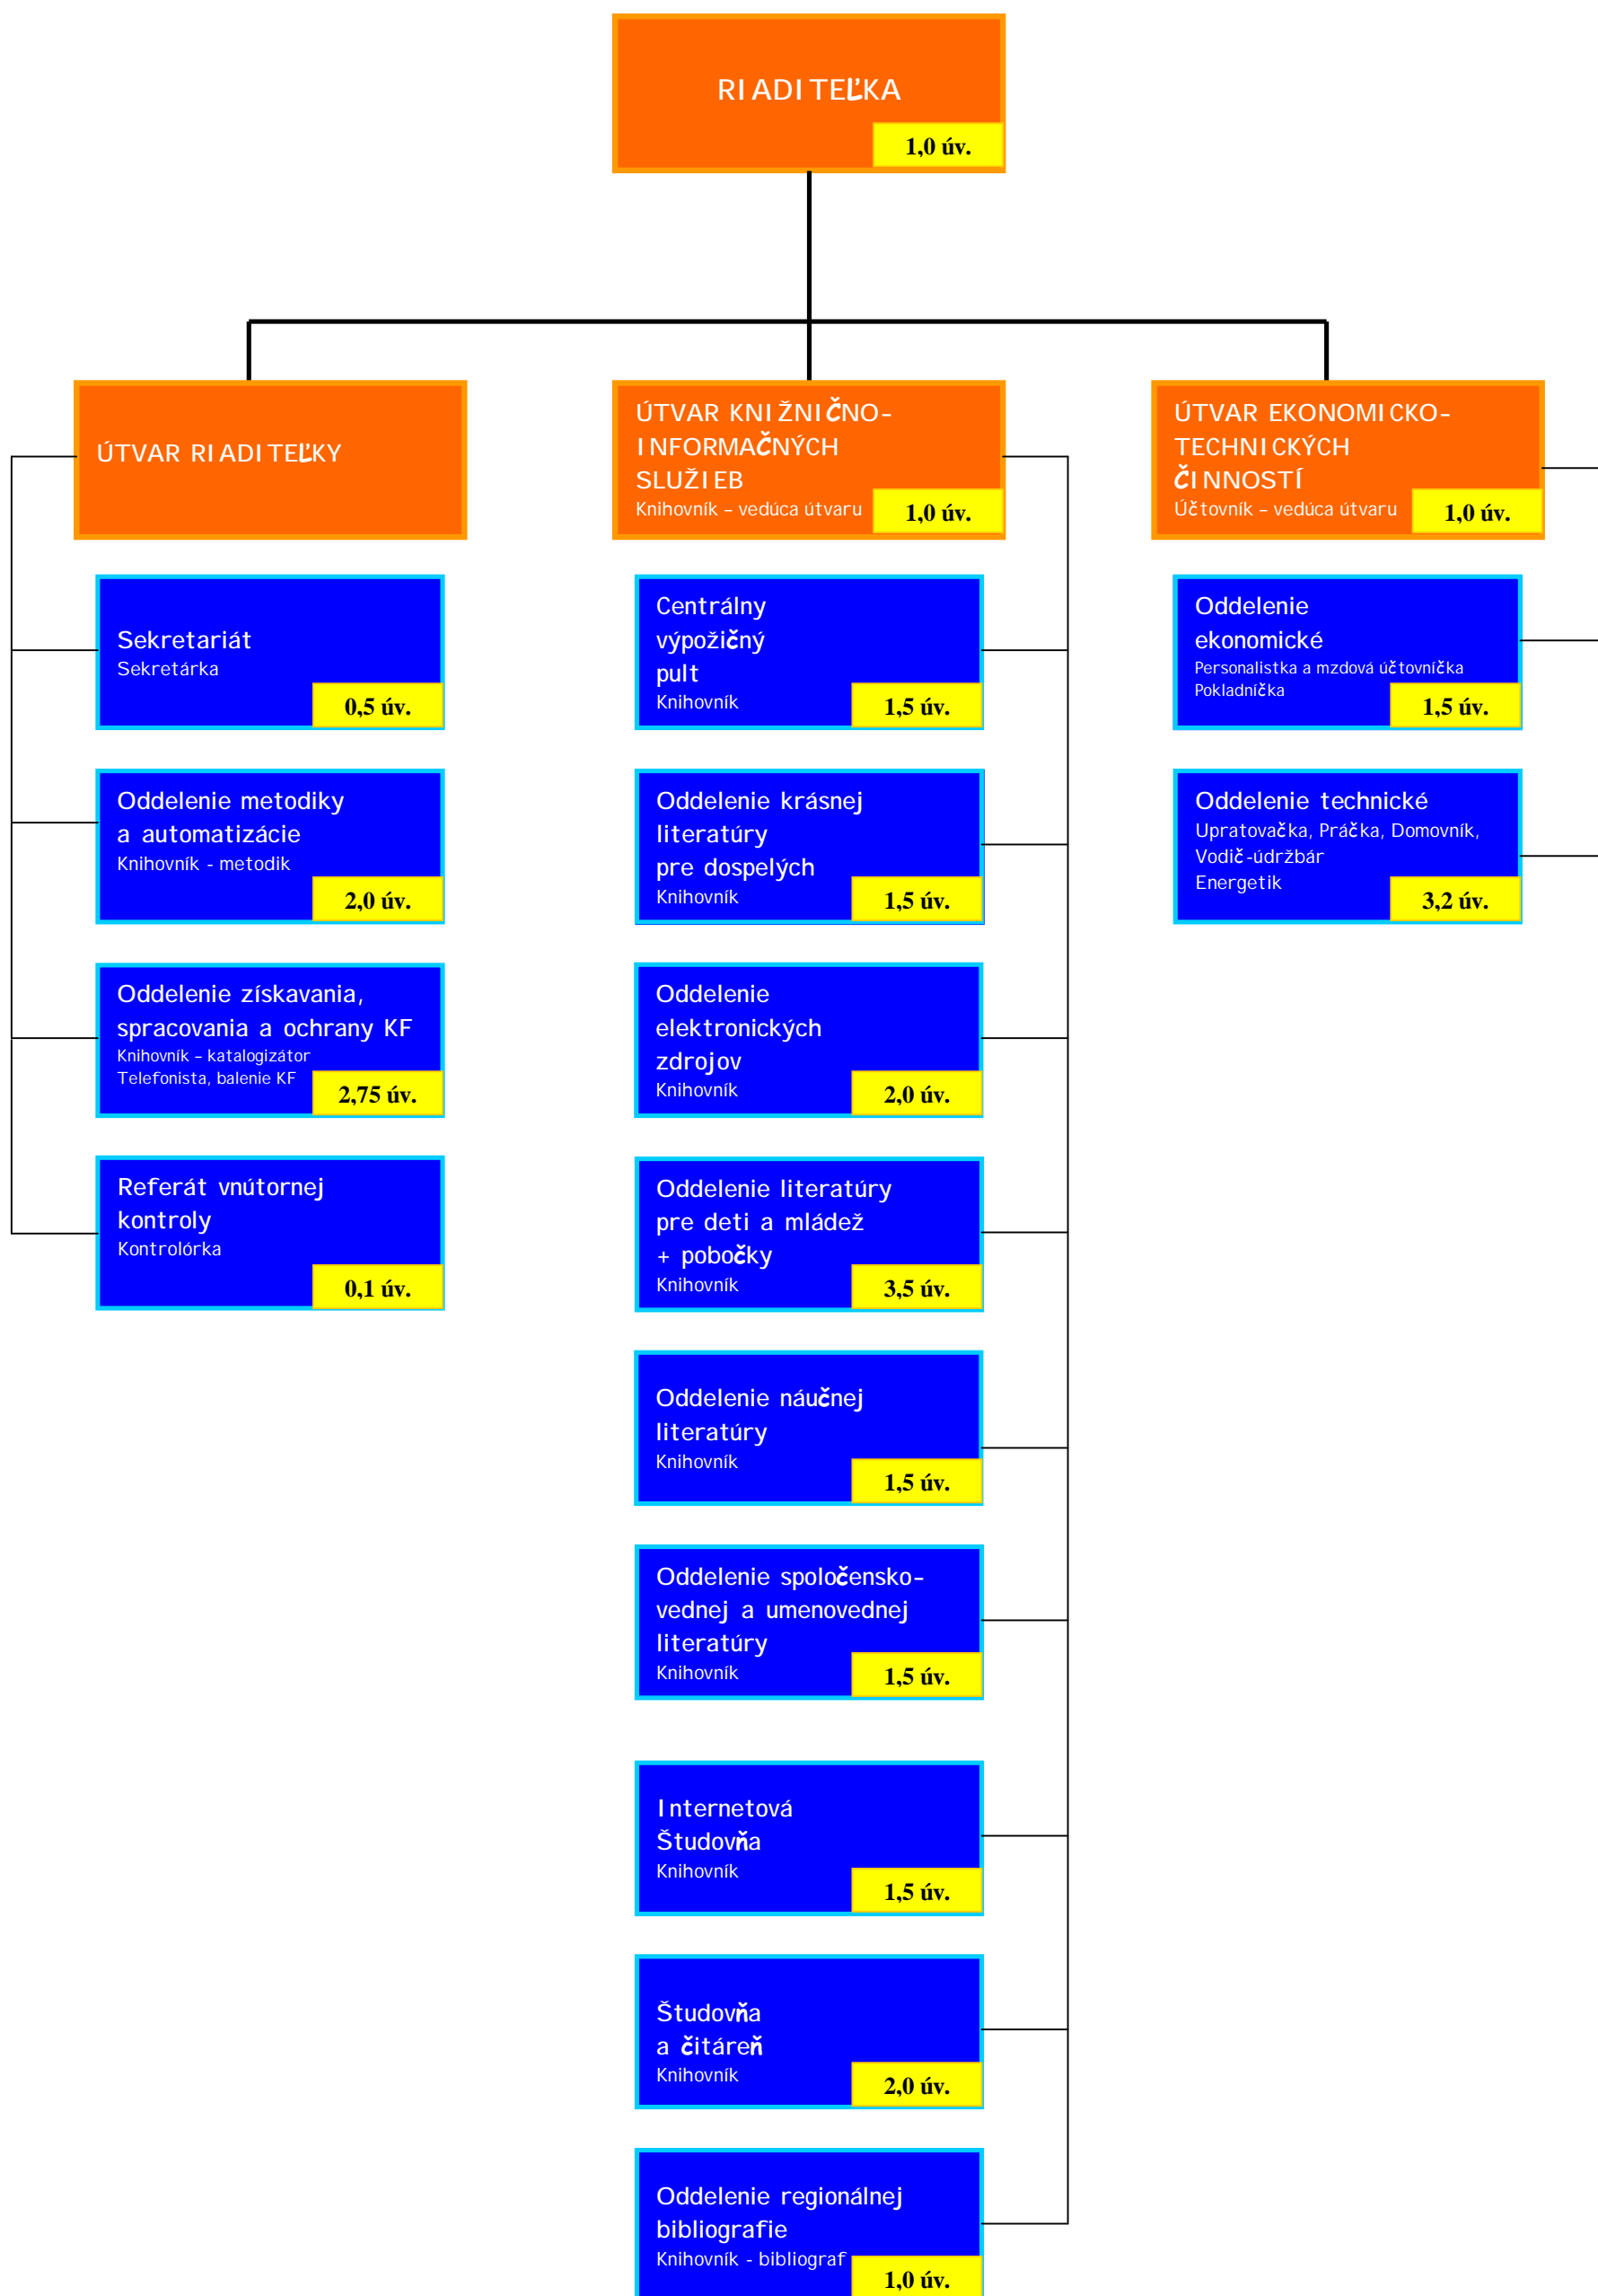 RIADITEĽKA
1,0 úv.
ÚTVAR RIADITEĽKY
Sekretariát
Sekretárka
0,5 úv.
Oddelenie metodiky
a automatizácie
Knihovník - metodik
2,0 úv.
Oddelenie získavania,
spracovania a ochrany KF
Knihovník – katalogizátor
Telefonista, balenie KF
2,75 úv.
Referát vnútornej
kontroly
Kontrolórka
0,1 úv.
ÚTVAR KNIŽNIČNO-
INFORMAČNÝCH
SLUŽIEB
Knihovník – vedúca útvaru
1,0 úv.
Centrálny
výpožičný
pult
Knihovník
1,5 úv.
Oddelenie krásnej
literatúry
pre dospelých
Knihovník
1,5 úv.
Oddelenie
elektronických
zdrojov
Knihovník
2,0 úv.
Oddelenie literatúry
pre deti a mládež
+ pobočky
Knihovník
3,5 úv.
Oddelenie náučnej
literatúry
Knihovník
1,5 úv.
Oddelenie spoločensko-
vednej a umenovednej
literatúry
Knihovník
1,5 úv.
Internetová
Študovňa
Knihovník
1,5 úv.
Študovňa
a čitáreň
Knihovník
2,0 úv.
Oddelenie regionálnej
bibliografie
Knihovník - bibliograf
1,0 úv.
ÚTVAR EKONOMICKO-
TECHNICKÝCH
ČINNOSTÍ
Účtovník – vedúca útvaru
1,0 úv.
Oddelenie
ekonomické
Personalistka a mzdová účtovníčka
Pokladníčka
1,5 úv.
Oddelenie technické
Upratovačka, Práčka, Domovník,
Vodič-údržbár
Energetik
3,2 úv.